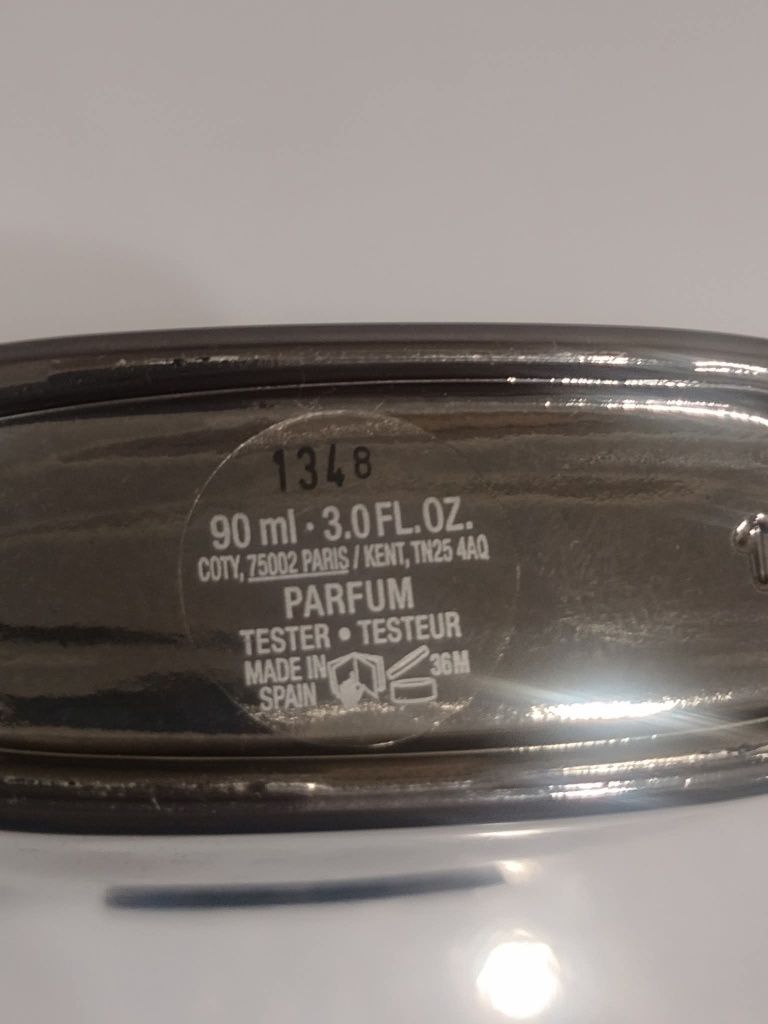 1348
90 ml · 3.0 FL.OZ.
COTY, 75002 PARIS / KENT, TN25 4AQ
PARFUM
TESTER • TESTEUR
MADE IN
SPAIN
36M
1